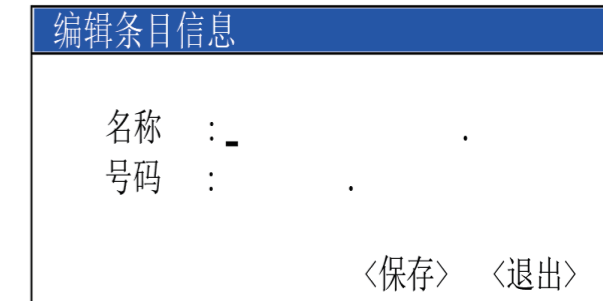 编辑条目信息
名称 :_ .
号码 : .
〈保存〉 〈退出〉